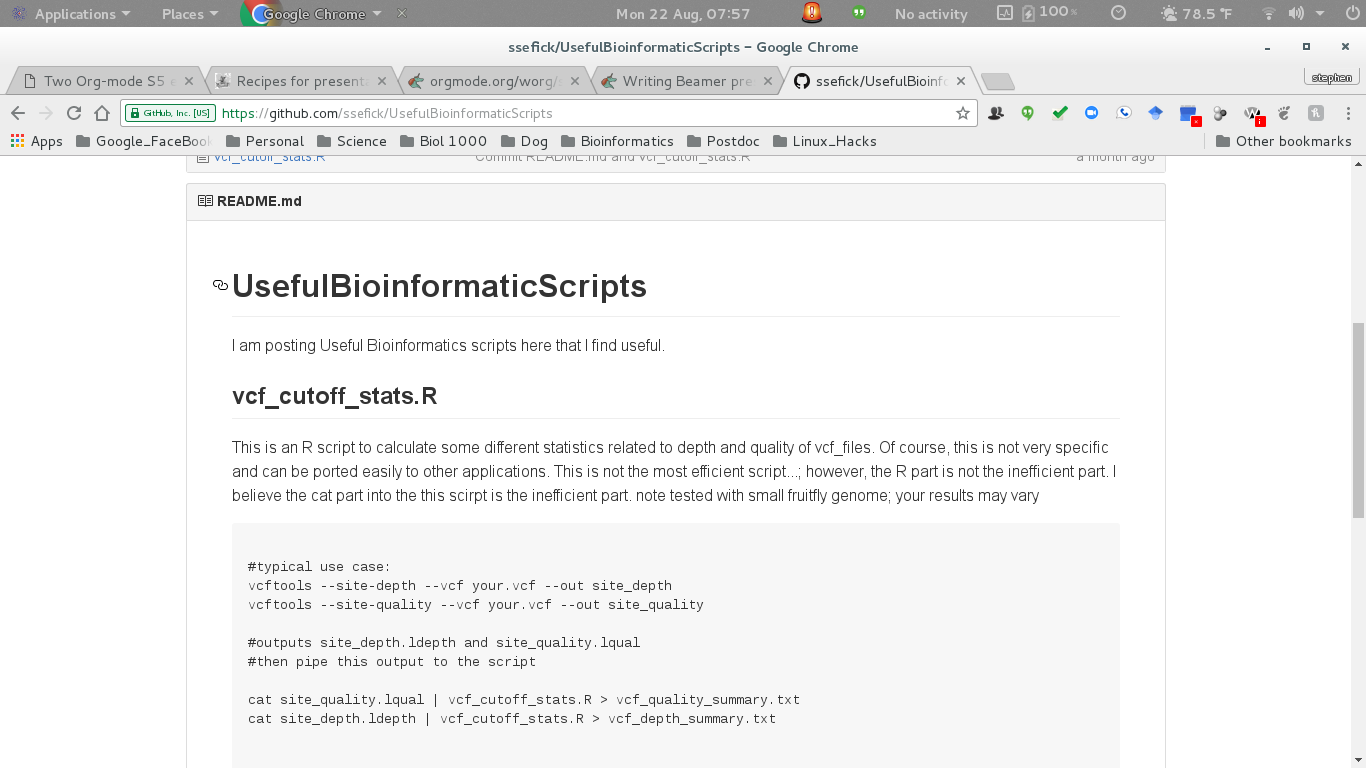 Applications Places Google Chrome Mon 22 Aug, 07:57 No activity 100% 78.5 °F
ssefick/UsefulBioinformaticScripts – Google Chrome
Two Org-mode S5 e Recipes for presenta orgmode.org/worg/s Writing Beamer pre ssefick/UsefulBioinfo stephen
GitHub, Inc. [US] https://github.com/ssefick/UsefulBioinformaticScripts
Apps Google_FaceBook Personal Science Biol 1000 Dog Bioinformatics Postdoc Linux_Hacks Other bookmarks
vcf_cutoff_stats.R Commit README.md and vcf_cutoff_stats.R a month ago
README.md
UsefulBioinformaticScripts
I am posting Useful Bioinformatics scripts here that I find useful.
vcf_cutoff_stats.R
This is an R script to calculate some different statistics related to depth and quality of vcf_files. Of course, this is not very specific
and can be ported easily to other applications. This is not the most efficient script...; however, the R part is not the inefficient part. I
believe the cat part into the this scirpt is the inefficient part. note tested with small fruitfly genome; your results may vary
#typical use case:
vcftools --site-depth --vcf your.vcf --out site_depth
vcftools --site-quality --vcf your.vcf --out site_quality
#outputs site_depth.ldepth and site_quality.lqual
#then pipe this output to the script
cat site_quality.lqual | vcf_cutoff_stats.R > vcf_quality_summary.txt
cat site_depth.ldepth | vcf_cutoff_stats.R > vcf_depth_summary.txt